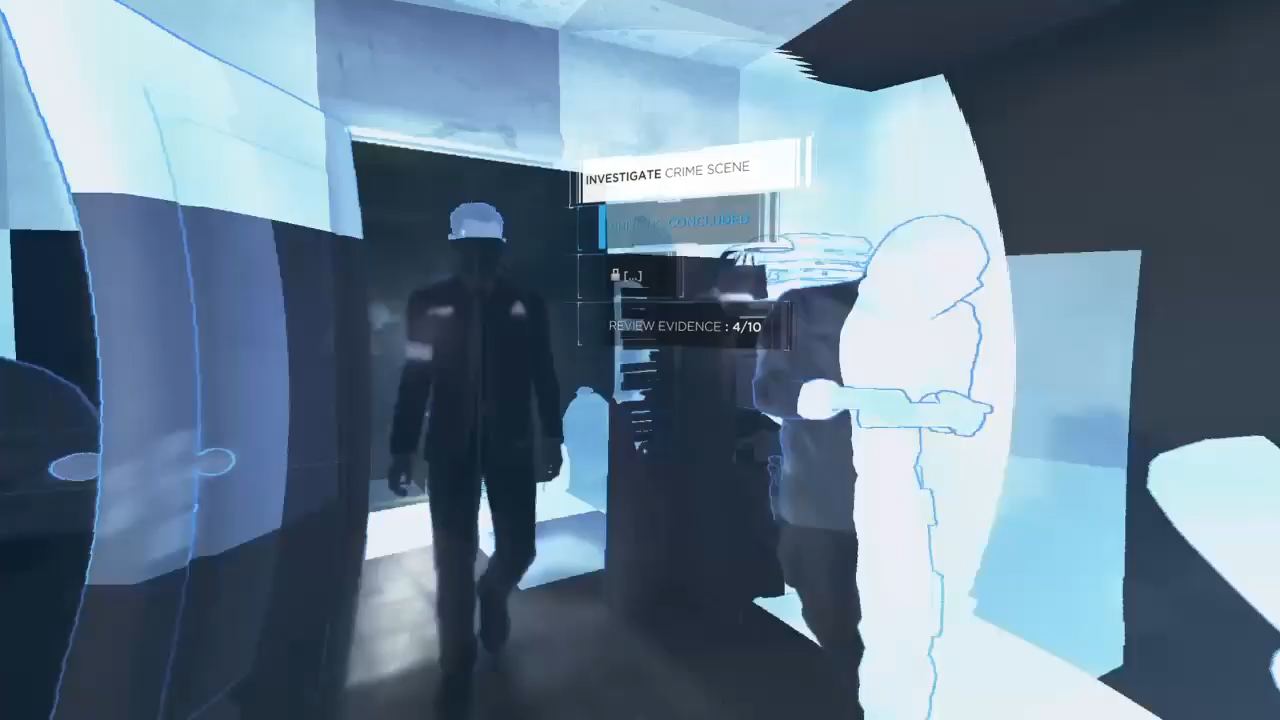 INVESTIGATE CRIME SCENE
CONCLUDED
[...]
REVIEW EVIDENCE : 4/10